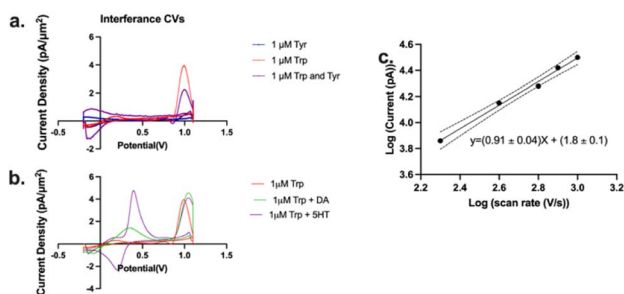 a.
Interferance CVs
Current Density (pA/µm²)
6
4
2
-2
-0.5
0.5
1.0
1.5
Potential(V)
1 µM Tyr
1 µM Trp
1 µM Trp and Tyr
b.
Current Density (pA/µm²)
6
4
2
-2
-4
-0.5
0.5
1.0
1.5
Potential(V)
1µM Trp
1µM Trp + DA
1µM Trp + 5HT
c.
Log (Current (pA))
4.6
4.4
4.2
4.0
3.8
3.6
2.2
2.4
2.6
2.8
3.0
3.2
y=(0.91 ± 0.04)X + (1.8 ± 0.1)
Log (scan rate (V/s))